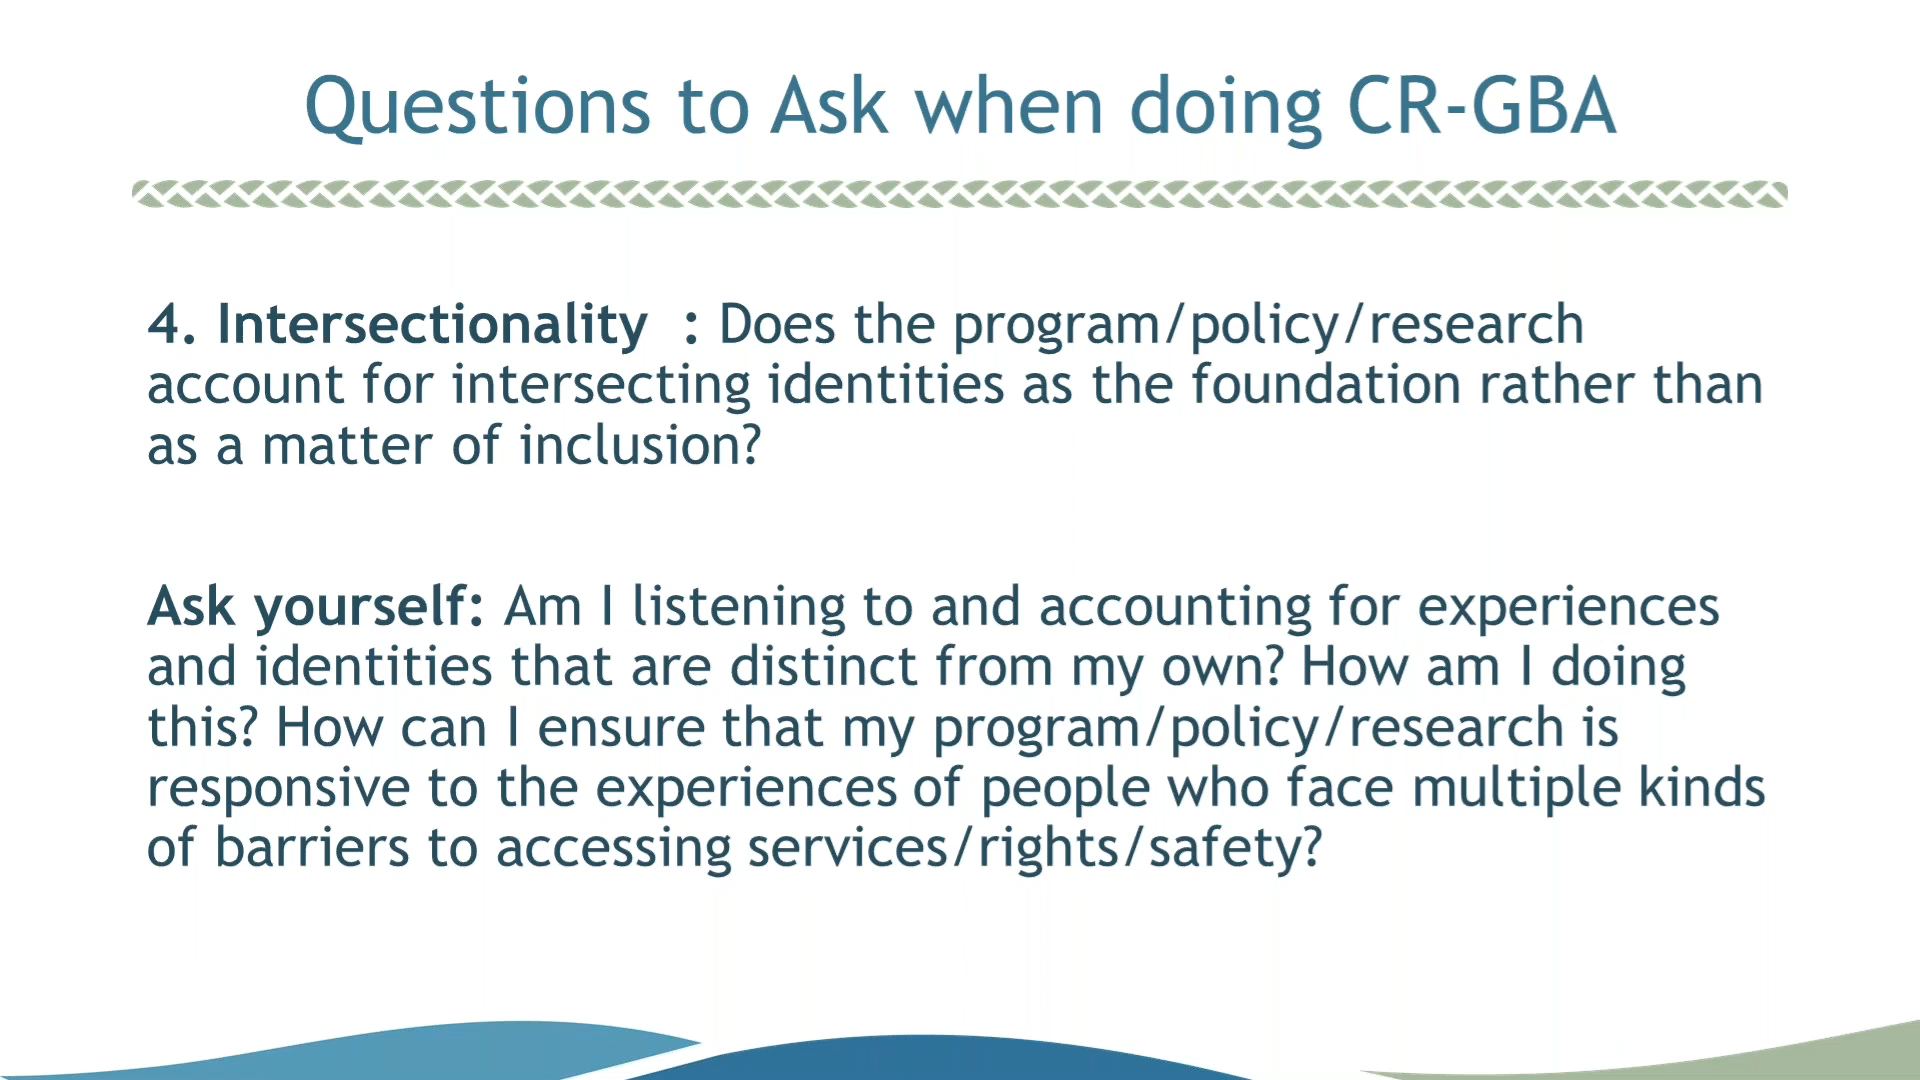 Questions to Ask when doing CR-GBA
4. Intersectionality  : Does the program/policy/research
account for intersecting identities as the foundation rather than
as a matter of inclusion?
Ask yourself: Am I listening to and accounting for experiences
and identities that are distinct from my own? How am I doing
this? How can I ensure that my program/policy/research is
responsive to the experiences of people who face multiple kinds
of barriers to accessing services/rights/safety?